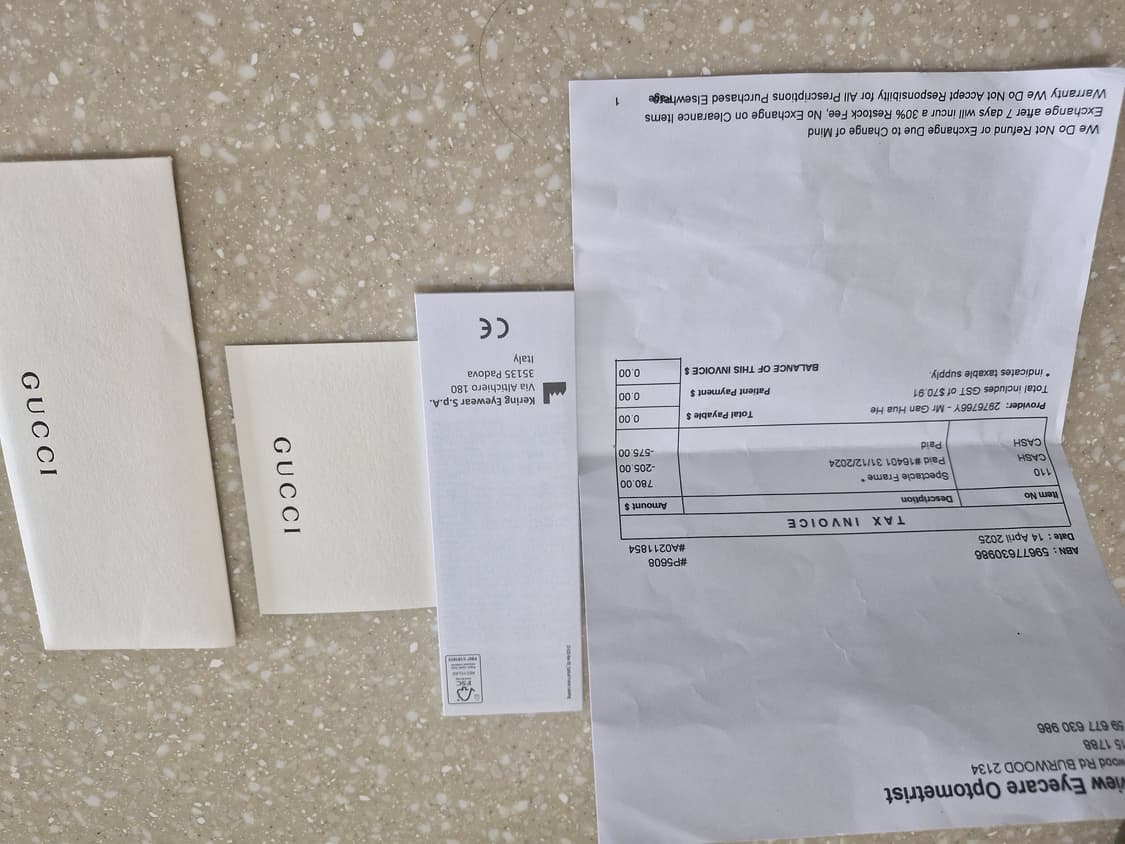 GUCCI
GUCCI
Kering Eyewear S.p.A.
Via Altichiero 180
35135 Padova
Italy
CE
FSC
view Eyecare Optometrist
wood Rd BURWOOD 2134
15 1788
59 677 630 986
ABN : 59677630986 #P5608
Date : 14 April 2025 #A0211854
TAX INVOICE
Item No Description Amount $
110 Spectacle Frame * 780.00
CASH Paid #16401 31/12/2024 -205.00
CASH Paid -575.00
Provider: 297666Y - Mr Gan Hua He Total Payable $ 0.00
Total includes GST of $70.91 Patient Payment $ 0.00
* indicates taxable supply. BALANCE OF THIS INVOICE $ 0.00
We Do Not Refund or Exchange Due to Change of Mind
Exchange after 7 days will incur a 30% Restock Fee, No Exchange on Clearance Items
Warranty We Do Not Accept Responsibilty for All Prescriptions Purchased Elsewhere
Page 1